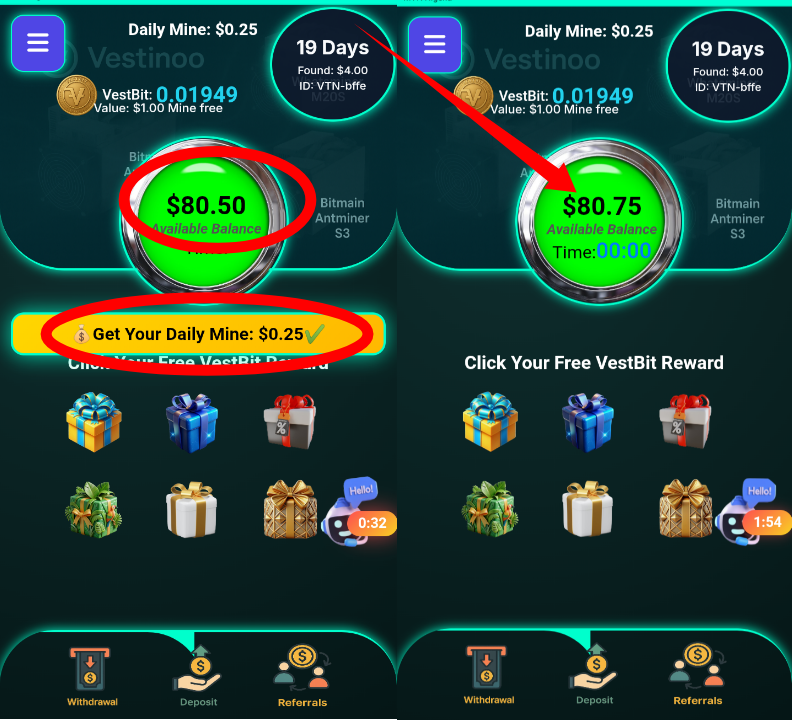 Daily Mine: $0.25
Vestinoo
19 Days
Found: $4.00
ID: VTN-bffe
M20S
VestBit: 0.01949
Value: $1.00 Mine free
$80.50
Available Balance
Bitmain
Antminer
S3
💰Get Your Daily Mine: $0.25✅
Click Your Free VestBit Reward
%
Hello!
0:32
Withdrawal
Deposit
Referrals
Daily Mine: $0.25
Vestinoo
19 Days
Found: $4.00
ID: VTN-bffe
M20S
VestBit: 0.01949
Value: $1.00 Mine free
$80.75
Available Balance
Time:00:00
Bitmain
Antminer
S3
Click Your Free VestBit Reward
%
Hello!
1:54
Withdrawal
Deposit
Referrals